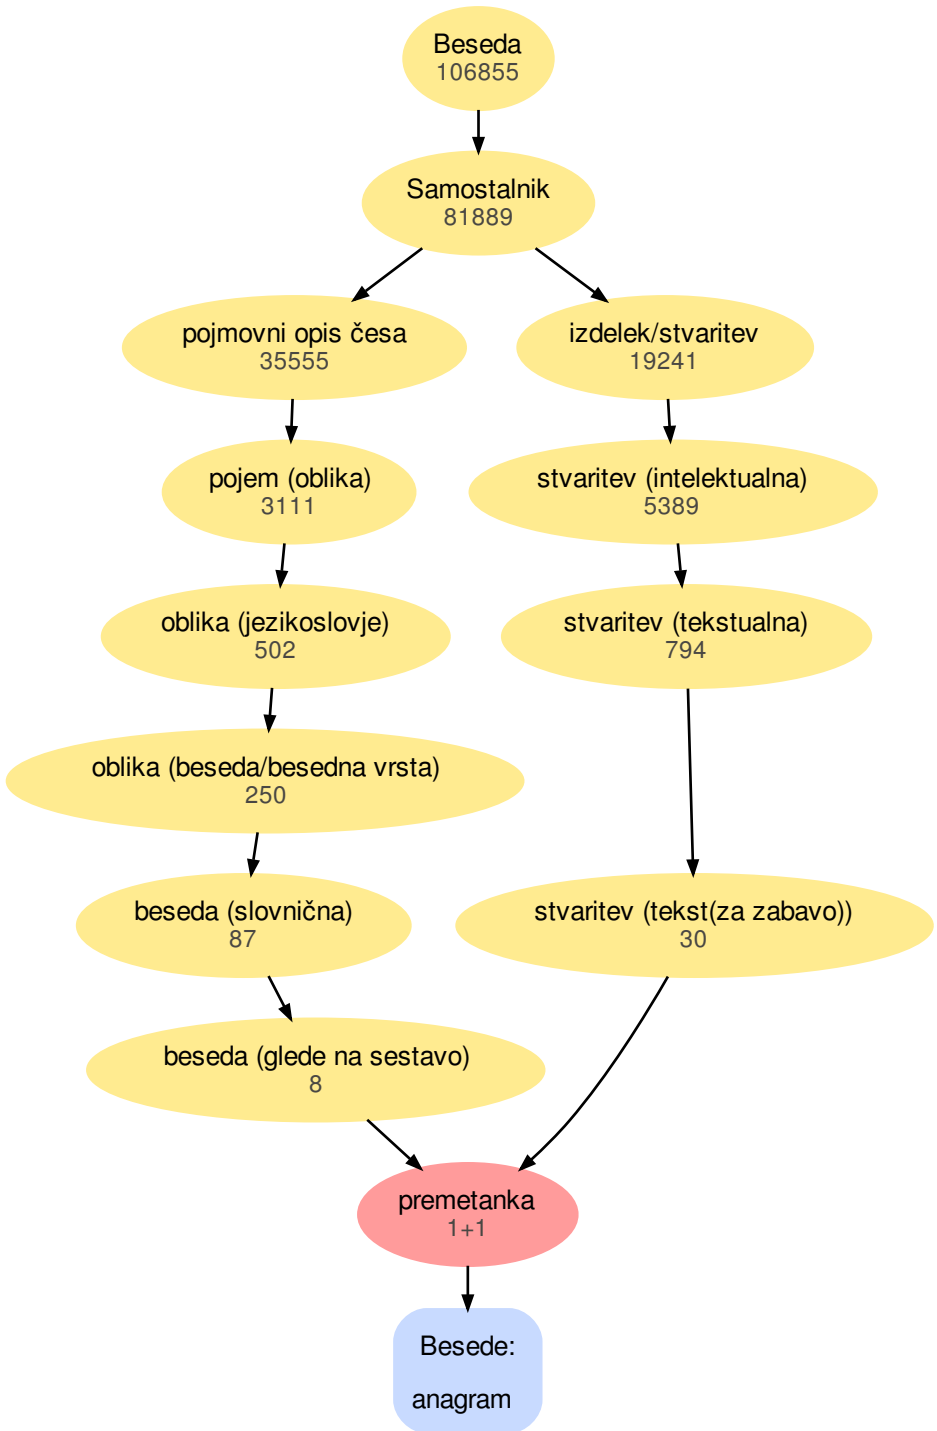 Beseda
106855
Samostalnik
81889
pojmovni opis česa
35555
izdelek/stvaritev
19241
pojem (oblika)
3111
stvaritev (intelektualna)
5389
oblika (jezikoslovje)
502
stvaritev (tekstualna)
794
oblika (beseda/besedna vrsta)
250
beseda (slovnična)
87
stvaritev (tekst(za zabavo))
30
beseda (glede na sestavo)
8
premetanka
1+1
Besede:
anagram